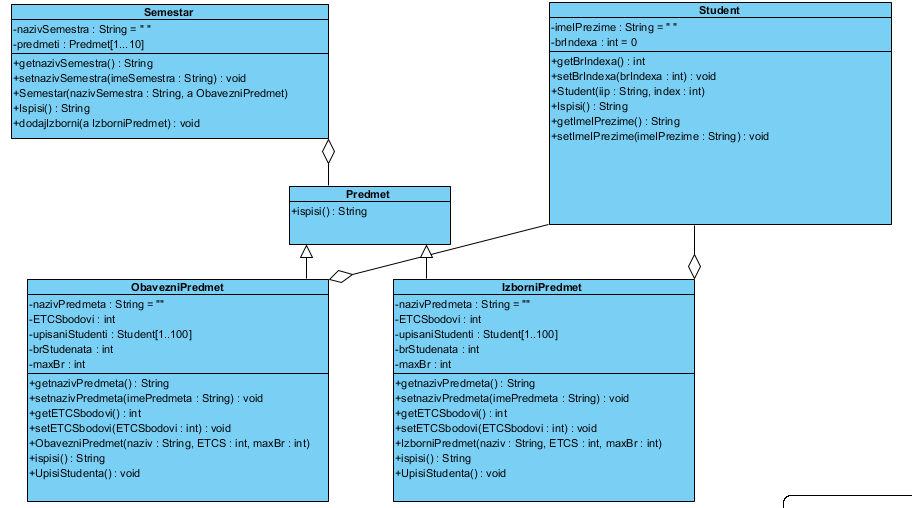 Semestar
-nazivSemestra : String = " "
-predmeti : Predmet[1...10]
+getnazivSemestra() : String
+setnazivSemestra(imeSemestra : String) : void
+Semestar(nazivSemestra : String, a ObavezniPredmet)
+Ispisi() : String
+dodajIzborni(a IzborniPredmet) : void
Student
-imeIPrezime : String = " "
-brIndexa : int = 0
+getBrIndexa() : int
+setBrIndexa(brIndexa : int) : void
+Student(iip : String, index : int)
+Ispisi() : String
+getImeIPrezime() : String
+setImeIPrezime(imeIPrezime : String) : void
Predmet
+ispisi() : String
ObavezniPredmet
-nazivPredmeta : String = ""
-ETCSbodovi : int
-upisaniStudenti : Student[1..100]
-brStudenata : int
-maxBr : int
+getnazivPredmeta() : String
+setnazivPredmeta(imePredmeta : String) : void
+getETCSbodovi() : int
+setETCSbodovi(ETCSbodovi : int) : void
+ObavezniPredmet(naziv : String, ETCS : int, maxBr : int)
+ispisi() : String
+UpisiStudenta() : void
IzborniPredmet
-nazivPredmeta : String = ""
-ETCSbodovi : int
-upisaniStudenti : Student[1..100]
-brStudenata : int
-maxBr : int
+getnazivPredmeta() : String
+setnazivPredmeta(imePredmeta : String) : void
+getETCSbodovi() : int
+setETCSbodovi(ETCSbodovi : int) : void
+IzborniPredmet(naziv : String, ETCS : int, maxBr : int)
+ispisi() : String
+UpisiStudenta() : void